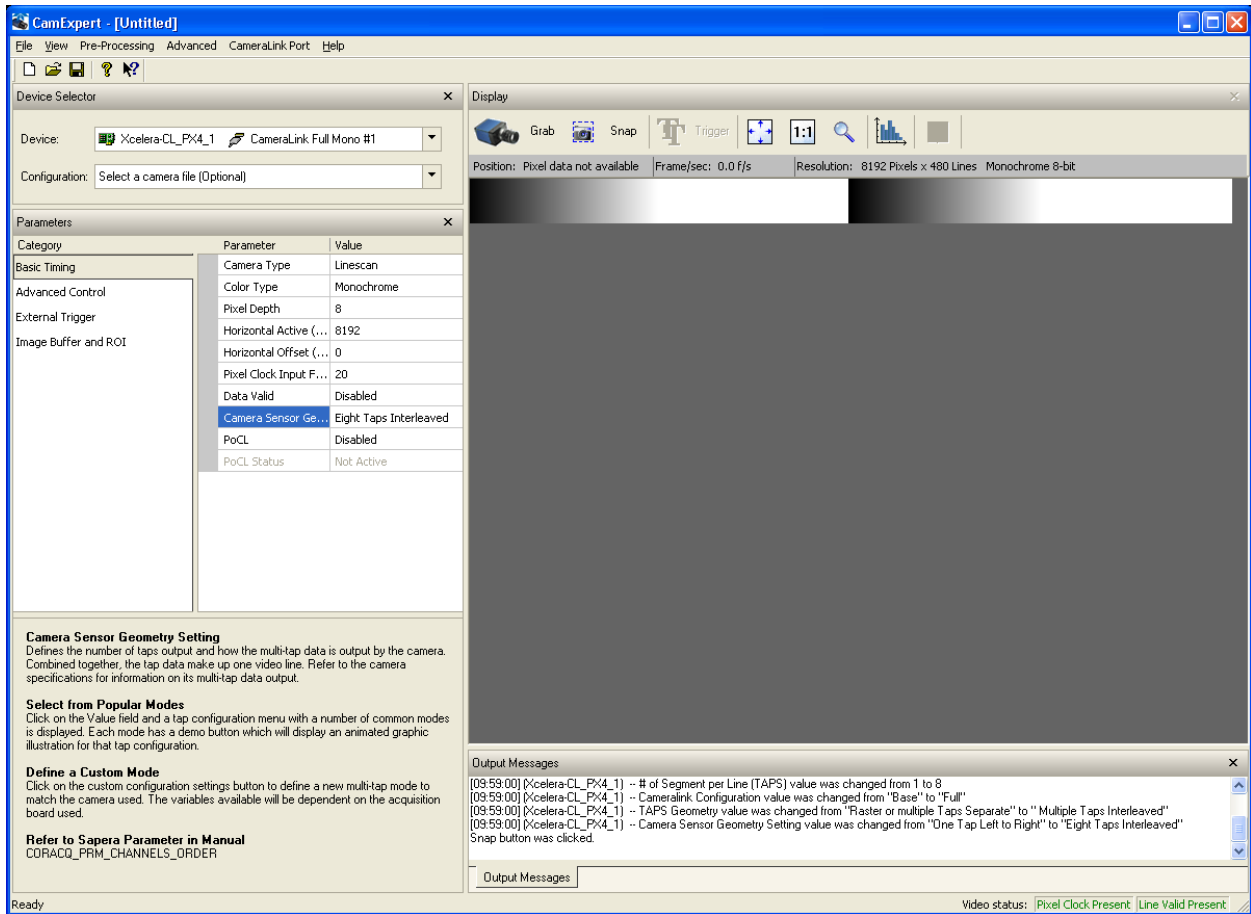 CamExpert - [Untitled]
File View Pre-Processing Advanced CameraLink Port Help
Device Selector
Device: Xcelera-CL_PX4_1 CameraLink Full Mono #1
Configuration: Select a camera file (Optional)
Parameters
Category Parameter Value
Basic Timing
Advanced Control
External Trigger
Image Buffer and ROI
Camera Type Linescan
Color Type Monochrome
Pixel Depth 8
Horizontal Active (... 8192
Horizontal Offset (... 0
Pixel Clock Input F... 20
Data Valid Disabled
Camera Sensor Ge... Eight Taps Interleaved
PoCL Disabled
PoCL Status Not Active
Camera Sensor Geometry Setting
Defines the number of taps output and how the multi-tap data is output by the camera.
Combined together, the tap data make up one video line. Refer to the camera
specifications for information on its multi-tap data output.
Select from Popular Modes
Click on the Value field and a tap configuration menu with a number of common modes
is displayed. Each mode has a demo button which will display an animated graphic
illustration for that tap configuration.
Define a Custom Mode
Click on the custom configuration settings button to define a new multi-tap mode to
match the camera used. The variables available will be dependent on the acquisition
board used.
Refer to Sapera Parameter in Manual
CORACQ_PRM_CHANNELS_ORDER
Display
Grab Snap Trigger 1:1
Position: Pixel data not available Frame/sec: 0.0 f/s Resolution: 8192 Pixels x 480 Lines Monochrome 8-bit
Output Messages
[09:59:00] (Xcelera-CL_PX4_1) -- # of Segment per Line (TAPS) value was changed from 1 to 8
[09:59:00] (Xcelera-CL_PX4_1) -- Cameralink Configuration value was changed from "Base" to "Full"
[09:59:00] (Xcelera-CL_PX4_1) -- TAPS Geometry value was changed from "Raster or multiple Taps Separate" to " Multiple Taps Interleaved"
[09:59:00] (Xcelera-CL_PX4_1) -- Camera Sensor Geometry Setting value was changed from "One Tap Left to Right" to "Eight Taps Interleaved"
Snap button was clicked.
Output Messages
Ready
Video status: Pixel Clock Present Line Valid Present